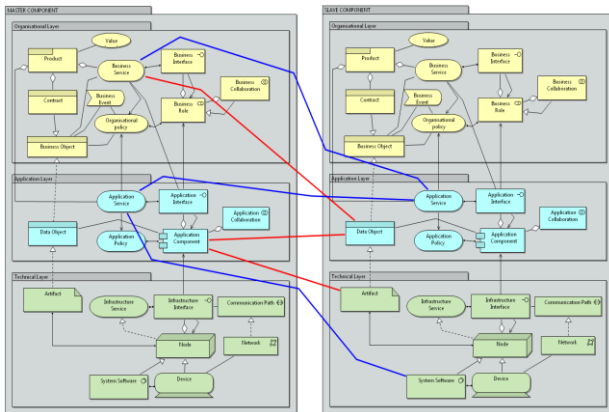 MASTER COMPONENT
Organisational Layer
Value
Product
Business
Service
Business
Interface
Business
Collaboration
Contract
Business
Event
Business
Role
Organisational
policy
Business Object
Application Layer
Application
Service
Application
Interface
Application
Collaboration
Data Object
Application
Policy
Application
Component
Technical Layer
Artifact
Infrastructure
Service
Infrastructure
Interface
Communication Path
Node
Network
System Software
Device
SLAVE COMPONENT
Organisational Layer
Value
Product
Business
Service
Business
Interface
Business
Collaboration
Contract
Business
Event
Business
Role
Organisational
policy
Business Object
Application Layer
Application
Service
Application
Interface
Application
Collaboration
Data Object
Application
Policy
Application
Component
Technical Layer
Artifact
Infrastructure
Service
Infrastructure
Interface
Communication Path
Node
Network
System Software
Device